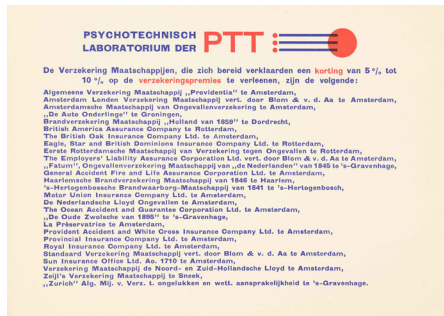 PSYCHOTECHNISCH
LABORATORIUM DER PTT
De Verzekering Maatschappijen, die zich bereid verklaarden een korting van 5 % tot
10 % op de verzekeringspremies te verleenen, zijn de volgende:
Algemeene Verzekering Maatschappij „Providentia" te Amsterdam,
Amsterdam Londen Verzekering Maatschappij vert. door Blom & v. d. Aa te Amsterdam,
Amsterdamsche Maatschappij van Ongevallenverzekering te Amsterdam,
„De Auto Onderlinge" te Groningen,
Brandverzekering Maatschappij „Holland van 1859" te Dordrecht,
British America Assurance Company te Rotterdam,
The British Oak Insurance Company Ltd. te Amsterdam,
Eagle, Star and British Dominions Insurance Company Ltd. te Rotterdam,
Eerste Rotterdamsche Maatschappij van Verzekering tegen Ongevallen te Rotterdam,
The Employers' Liability Assurance Corporation Ltd. vert. door Blom & v. d. Aa te Amsterdam,
„Fatum", Ongevallenverzekering Maatschappij van „de Nederlanden" van 1845 te 's-Gravenhage,
General Accident Fire and Life Assurance Corporation Ltd. te Amsterdam,
Haarlemsche Brandverzekering Maatschappij van 1846 te Haarlem,
's-Hertogenbossche Brandwaarborg-Maatschappij van 1841 te 's-Hertogenbosch,
Motor Union Insurance Company Ltd. te Amsterdam,
De Nederlandsche Lloyd Ongevallen te Amsterdam,
The Ocean Accident and Guarantee Corporation Ltd. te Amsterdam,
„De Oude Zwolsche van 1895" te 's-Gravenhage,
La Préservatrice te Amsterdam,
Provident Accident and White Cross Insurance Company Ltd. te Amsterdam,
Provincial Insurance Company Ltd. te Amsterdam,
Royal Insurance Company Ltd. te Amsterdam,
Standaard Verzekering Maatschappij vert. door Blom & v. d. Aa te Amsterdam,
Sun Insurance Office Ltd. Ao. 1710 te Amsterdam,
Verzekering Maatschappij de Noord- en Zuid-Hollandsche Lloyd te Amsterdam,
Zeijl's Verzekering Maatschappij te Sneek,
„Zurich" Alg. Mij. v. Verz. t. ongelukken en wett. aansprakelijkheid te 's-Gravenhage.